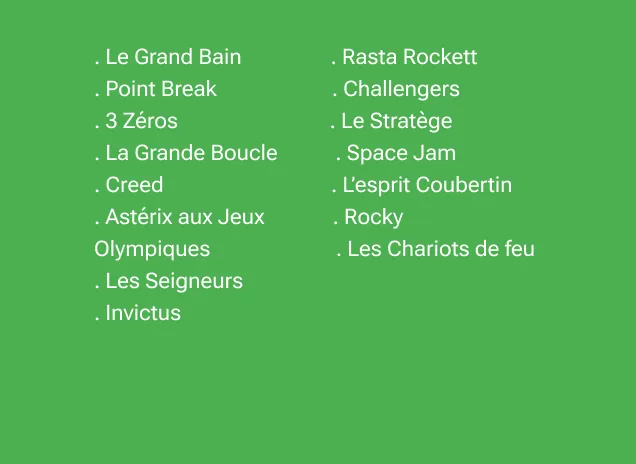 . Le Grand Bain
. Point Break
. 3 Zéros
. La Grande Boucle
. Creed
. Astérix aux Jeux
Olympiques
. Les Seigneurs
. Invictus
. Rasta Rockett
. Challengers
. Le Stratège
. Space Jam
. L’esprit Coubertin
. Rocky
. Les Chariots de feu